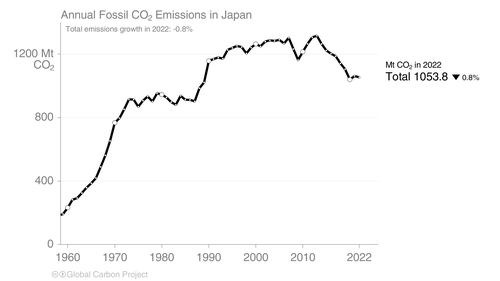 Annual Fossil CO₂ Emissions in Japan
Total emissions growth in 2022: -0.8%
1200 Mt
CO₂
800
400
0
1960 1970 1980 1990 2000 2010 2022
Mt CO₂ in 2022
Total 1053.8 ▼ 0.8%
Global Carbon Project